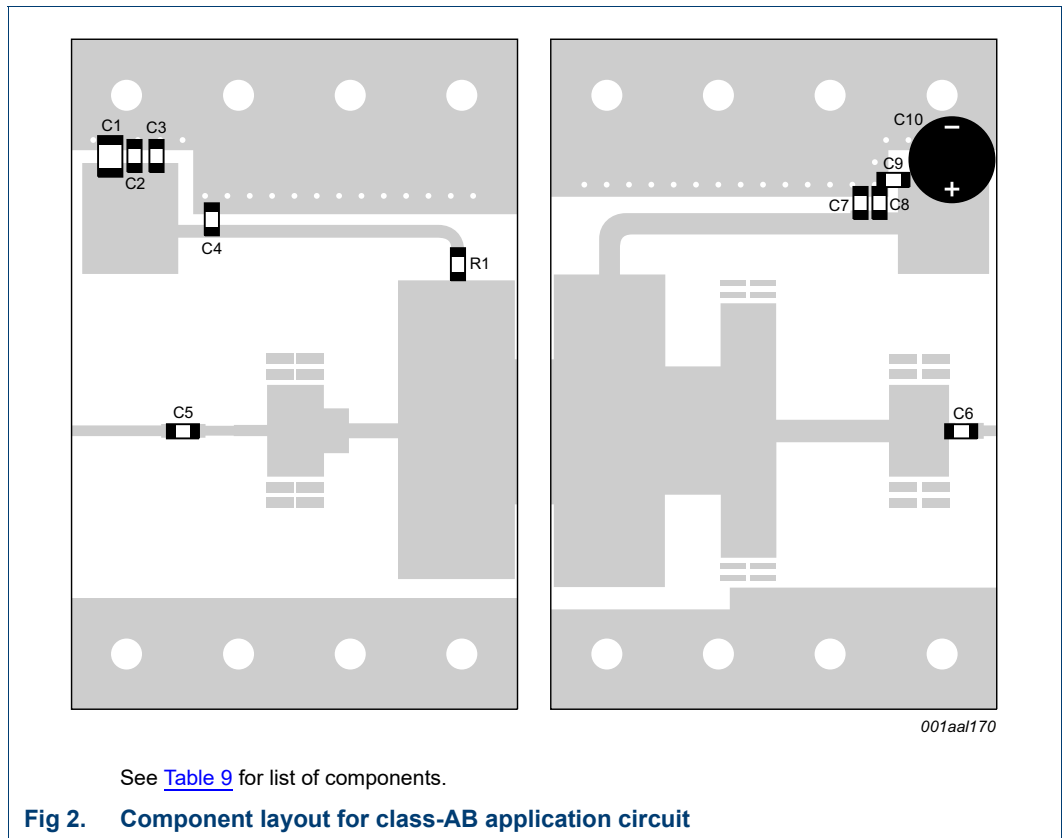 C1
C3
C2
C4
R1
C5
C10
−
C9
+
C7
C8
C6
001aal170
See Table 9 for list of components.
Fig 2. Component layout for class-AB application circuit